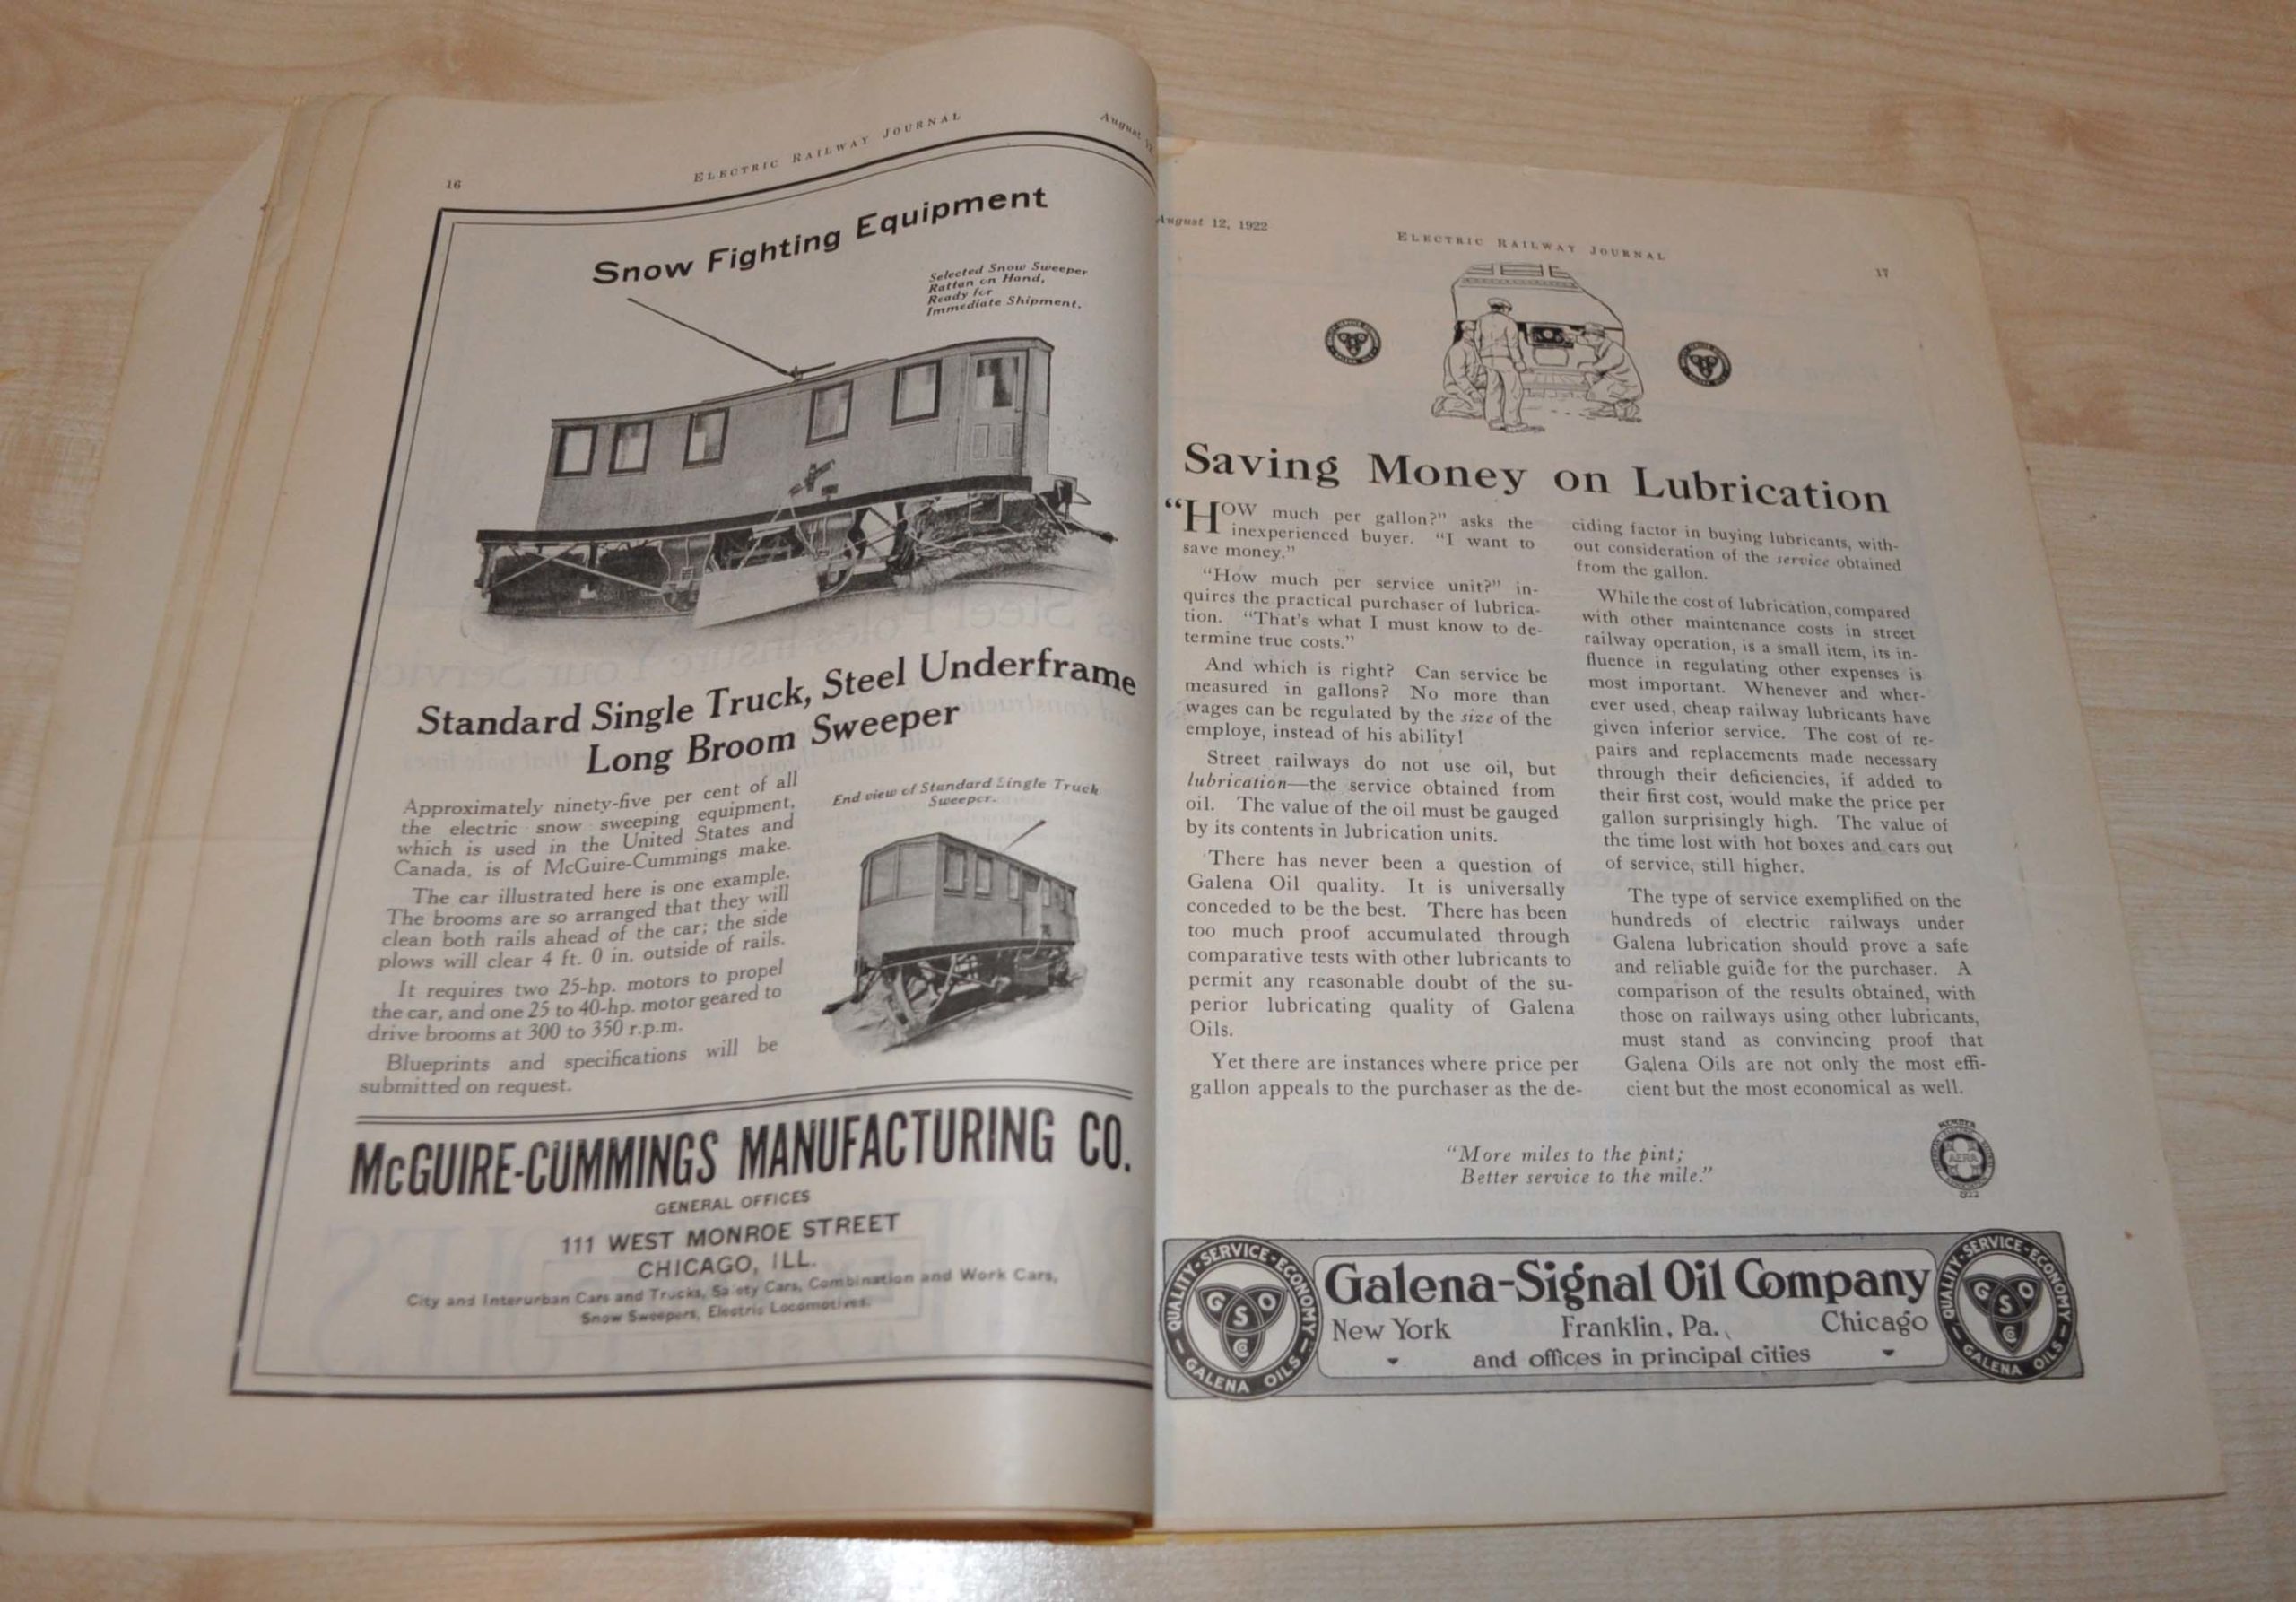 16
ELECTRIC RAILWAY JOURNAL
August
Snow Fighting Equipment
Selected Snow Sweeper
Rattan on Hand,
Ready for
Immediate Shipment.
Standard Single Truck, Steel Underframe
Long Broom Sweeper
Approximately ninety-five per cent of all
the electric snow sweeping equipment,
which is used in the United States and
Canada, is of McGuire-Cummings make.
The car illustrated here is one example.
The brooms are so arranged that they will
clean both rails ahead of the car; the side
plows will clear 4 ft. 0 in. outside of rails.
It requires two 25-hp. motors to propel
the car, and one 25 to 40-hp. motor geared to
drive brooms at 300 to 350 r.p.m.
Blueprints and specifications will be
submitted on request.
End view of Standard Single Truck
Sweeper.
McGUIRE-CUMMINGS MANUFACTURING CO.
GENERAL OFFICES
111 WEST MONROE STREET
CHICAGO, ILL.
City and Interurban Cars and Trucks, Safety Cars, Combination and Work Cars,
Snow Sweepers, Electric Locomotives.
August 12, 1922
ELECTRIC RAILWAY JOURNAL
17
Saving Money on Lubrication
“HOW much per gallon?” asks the
inexperienced buyer. “I want to
save money.”
“How much per service unit?” in-
quires the practical purchaser of lubrica-
tion. “That's what I must know to de-
termine true costs.”
And which is right? Can service be
measured in gallons? No more than
wages can be regulated by the size of the
employe, instead of his ability!
Street railways do not use oil, but
lubrication—the service obtained from
oil. The value of the oil must be gauged
by its contents in lubrication units.
There has never been a question of
Galena Oil quality. It is universally
conceded to be the best. There has been
too much proof accumulated through
comparative tests with other lubricants to
permit any reasonable doubt of the su-
perior lubricating quality of Galena
Oils.
Yet there are instances where price per
gallon appeals to the purchaser as the de-
ciding factor in buying lubricants, with-
out consideration of the service obtained
from the gallon.
While the cost of lubrication, compared
with other maintenance costs in street
railway operation, is a small item, its in-
fluence in regulating other expenses is
most important. Whenever and wher-
ever used, cheap railway lubricants have
given inferior service. The cost of re-
pairs and replacements made necessary
through their deficiencies, if added to
their first cost, would make the price per
gallon surprisingly high. The value of
the time lost with hot boxes and cars out
of service, still higher.
The type of service exemplified on the
hundreds of electric railways under
Galena lubrication should prove a safe
and reliable guide for the purchaser. A
comparison of the results obtained, with
those on railways using other lubricants,
must stand as convincing proof that
Galena Oils are not only the most effi-
cient but the most economical as well.
“More miles to the pint;
Better service to the mile.”
MEMBER
AERA
1922
QUALITY-SERVICE-ECONOMY
GALENA OILS
G S O Co
Galena-Signal Oil Company
New York Franklin, Pa. Chicago
and offices in principal cities
QUALITY-SERVICE-ECONOMY
GALENA OILS
G S O Co